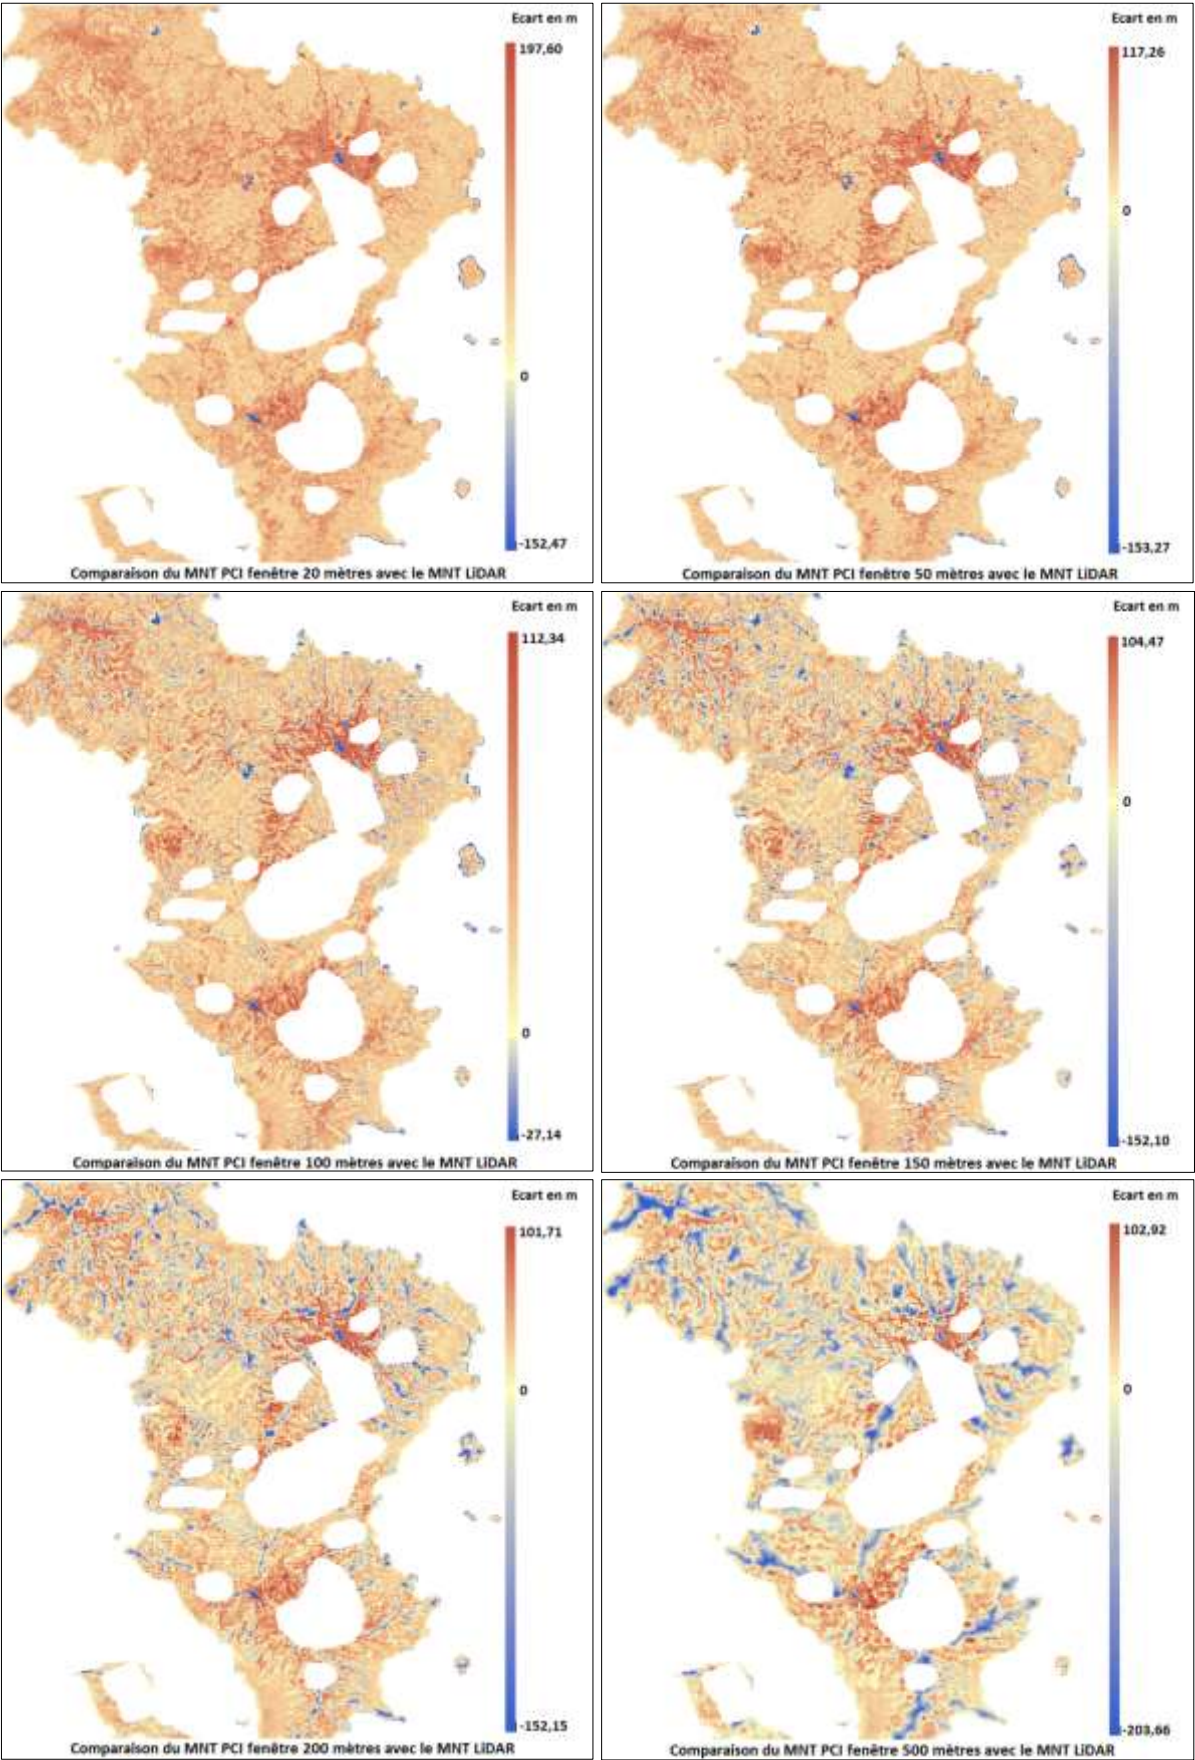 Ecart en m
197,60
0
-152,47
Comparaison du MNT PCI fenêtre 20 mètres avec le MNT LiDAR
Ecart en m
117,26
0
-153,27
Comparaison du MNT PCI fenêtre 50 mètres avec le MNT LiDAR
Ecart en m
112,34
0
-27,14
Comparaison du MNT PCI fenêtre 100 mètres avec le MNT LiDAR
Ecart en m
104,47
0
-152,10
Comparaison du MNT PCI fenêtre 150 mètres avec le MNT LiDAR
Ecart en m
101,71
0
-152,15
Comparaison du MNT PCI fenêtre 200 mètres avec le MNT LiDAR
Ecart en m
102,92
0
-203,66
Comparaison du MNT PCI fenêtre 500 mètres avec le MNT LiDAR